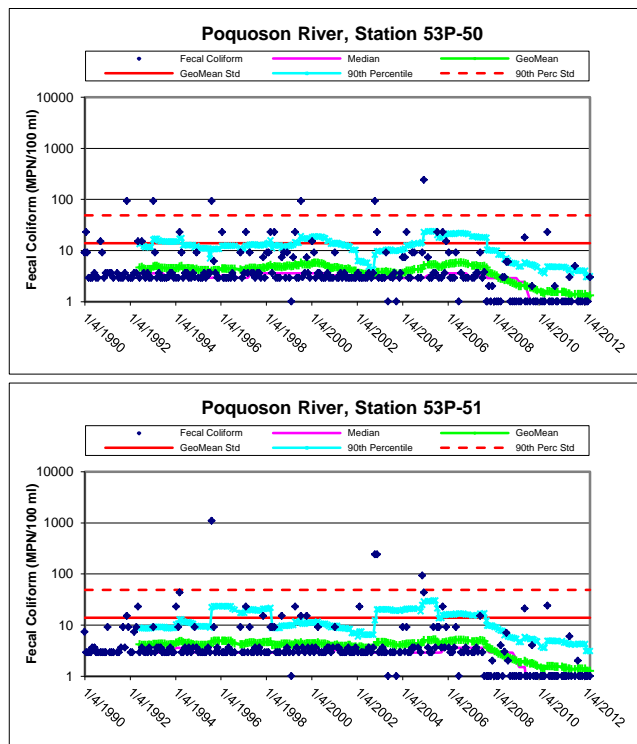 Poquoson River, Station 53P-50
Fecal Coliform Median GeoMean
GeoMean Std 90th Percentile 90th Perc Std
Fecal Coliform (MPN/100 ml)
10000
1000
100
10
1
1/4/1990 1/4/1992 1/4/1994 1/4/1996 1/4/1998 1/4/2000 1/4/2002 1/4/2004 1/4/2006 1/4/2008 1/4/2010 1/4/2012
Poquoson River, Station 53P-51
Fecal Coliform Median GeoMean
GeoMean Std 90th Percentile 90th Perc Std
Fecal Coliform (MPN/100 ml)
10000
1000
100
10
1
1/4/1990 1/4/1992 1/4/1994 1/4/1996 1/4/1998 1/4/2000 1/4/2002 1/4/2004 1/4/2006 1/4/2008 1/4/2010 1/4/2012